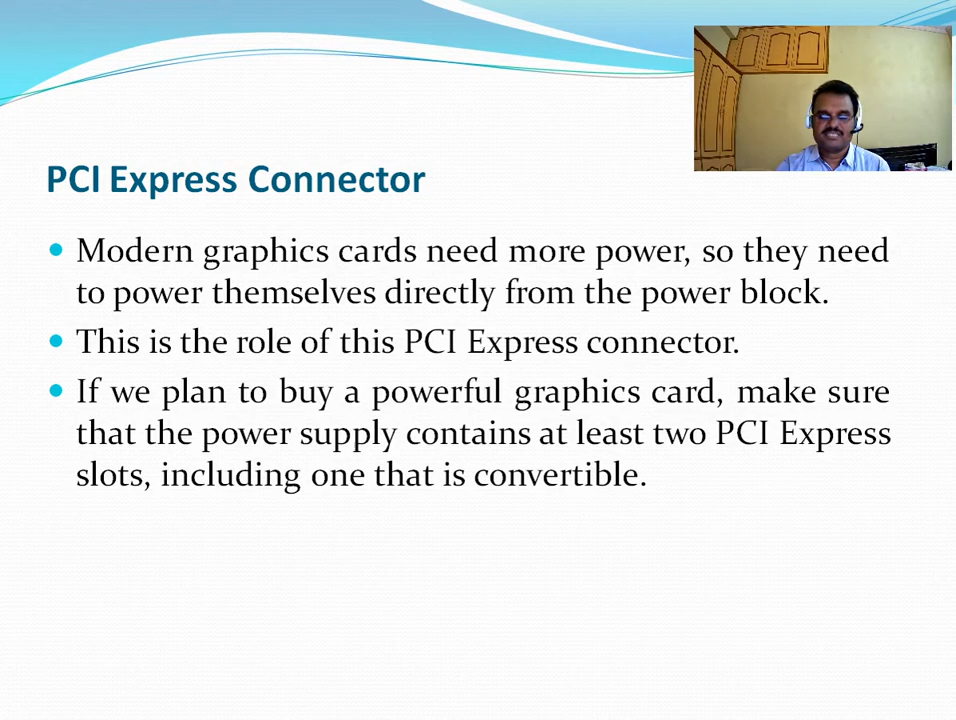 PCI Express Connector
Modern graphics cards need more power, so they need
to power themselves directly from the power block.
This is the role of this PCI Express connector.
If we plan to buy a powerful graphics card, make sure
that the power supply contains at least two PCI Express
slots, including one that is convertible.